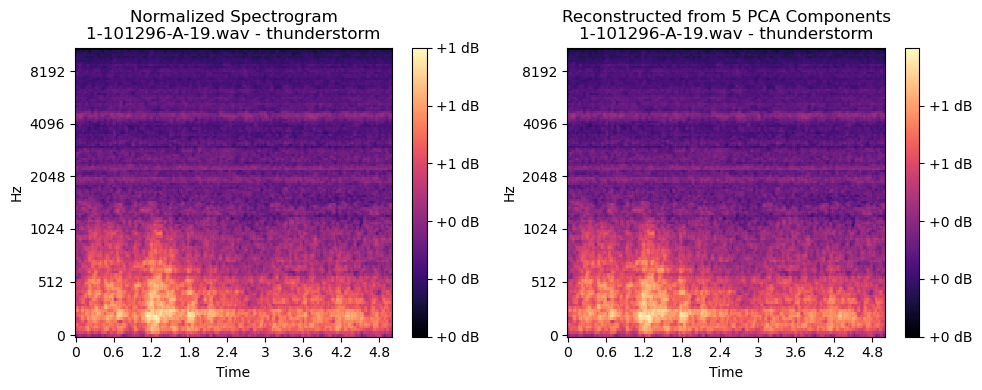 Normalized Spectrogram
1-101296-A-19.wav - thunderstorm
Hz
8192
4096
2048
1024
512
0
0
0.6
1.2
1.8
2.4
3
3.6
4.2
4.8
Time
+1 dB
+1 dB
+1 dB
+0 dB
+0 dB
+0 dB
Reconstructed from 5 PCA Components
1-101296-A-19.wav - thunderstorm
Hz
8192
4096
2048
1024
512
0
0
0.6
1.2
1.8
2.4
3
3.6
4.2
4.8
Time
+1 dB
+1 dB
+0 dB
+0 dB
+0 dB